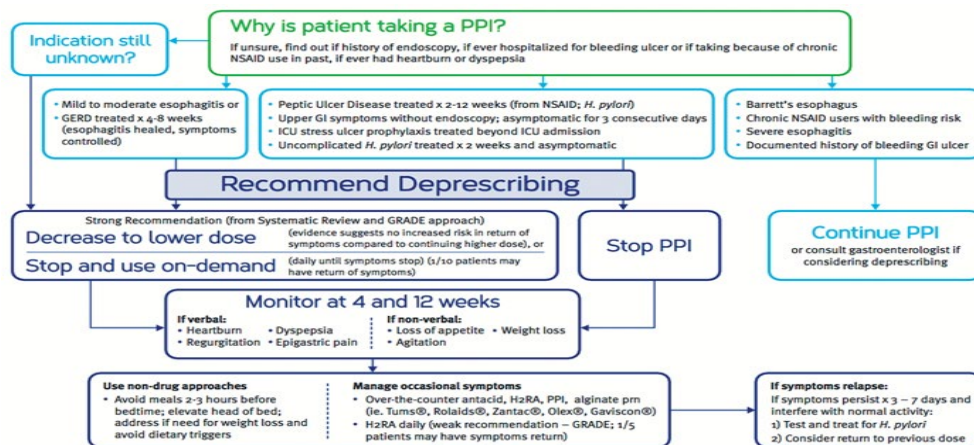 Why is patient taking a PPI?
If unsure, find out if history of endoscopy, if ever hospitalized for bleeding ulcer or if taking because of chronic
NSAID use in past, if ever had heartburn or dyspepsia
Indication still
unknown?
• Mild to moderate esophagitis or
• GERD treated x 4-8 weeks
(esophagitis healed, symptoms
controlled)
• Peptic Ulcer Disease treated x 2-12 weeks (from NSAID; H. pylori)
• Upper GI symptoms without endoscopy; asymptomatic for 3 consecutive days
• ICU stress ulcer prophylaxis treated beyond ICU admission
• Uncomplicated H. pylori treated x 2 weeks and asymptomatic
• Barrett's esophagus
• Chronic NSAID users with bleeding risk
• Severe esophagitis
• Documented history of bleeding GI ulcer
Recommend Deprescribing
Strong Recommendation (from Systematic Review and GRADE approach)
Decrease to lower dose
(evidence suggests no increased risk in return of
symptoms compared to continuing higher dose), or
Stop and use on-demand
(daily until symptoms stop) (1/10 patients may
have return of symptoms)
Stop PPI
Continue PPI
or consult gastroenterologist if
considering deprescribing
Monitor at 4 and 12 weeks
If verbal:
• Heartburn • Dyspepsia
• Regurgitation • Epigastric pain
If non-verbal:
• Loss of appetite • Weight loss
• Agitation
Use non-drug approaches
• Avoid meals 2-3 hours before
bedtime; elevate head of bed;
address if need for weight loss and
avoid dietary triggers
Manage occasional symptoms
• Over-the-counter antacid, H2RA, PPI, alginate prn
(ie. Tums®, Rolaids®, Zantac®, Olex®, Gaviscon®)
• H2RA daily (weak recommendation – GRADE; 1/5
patients may have symptoms return)
If symptoms relapse:
If symptoms persist x 3 – 7 days and
interfere with normal activity:
1) Test and treat for H. pylori
2) Consider return to previous dose